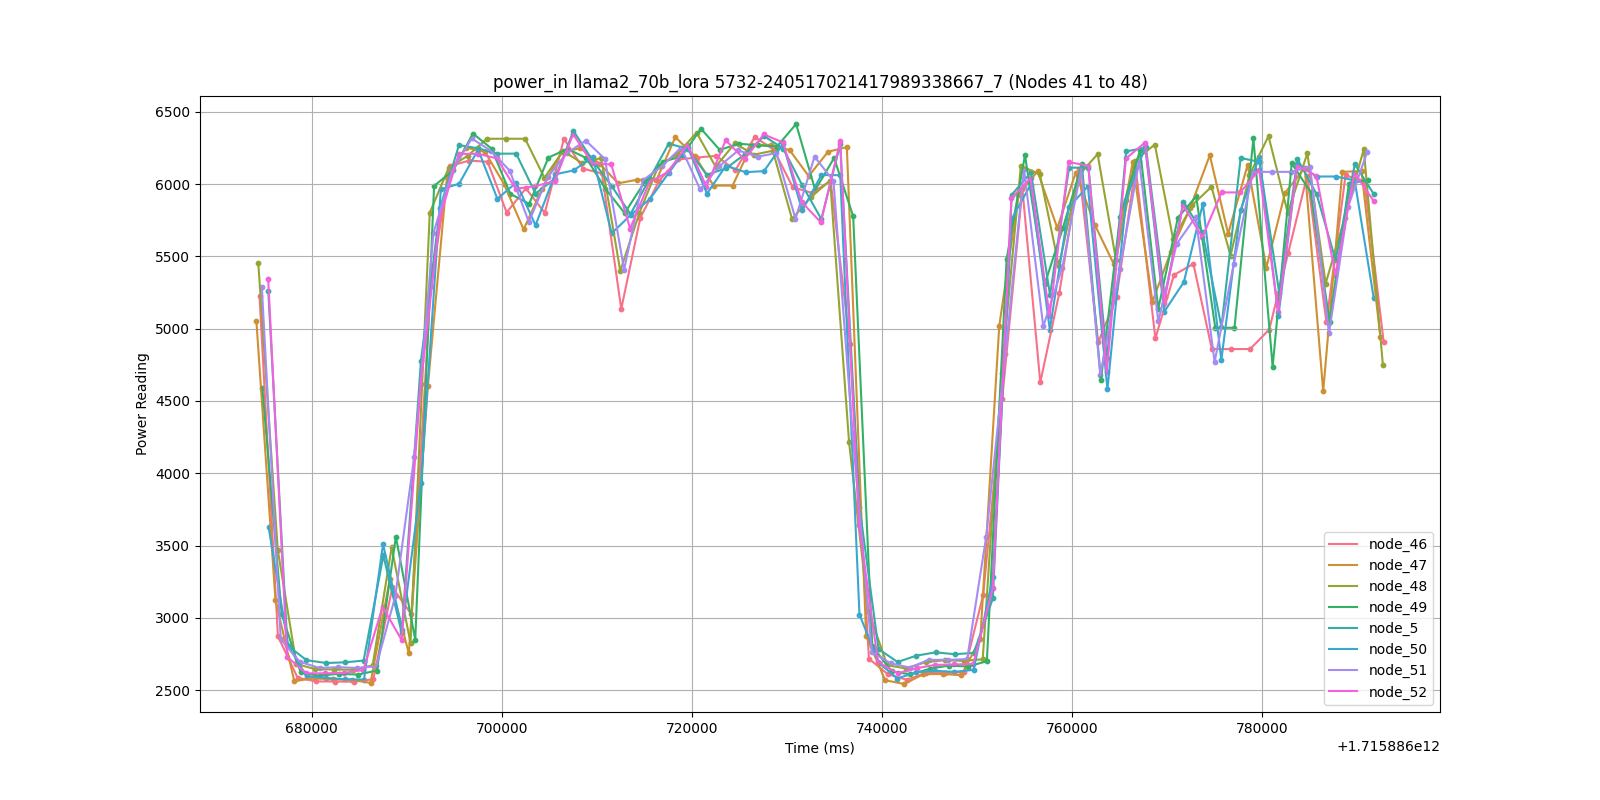 power_in llama2_70b_lora 5732-240517021417989338667_7 (Nodes 41 to 48)
6500
6000
5500
5000
4500
4000
3500
3000
2500
Power Reading
680000
700000
720000
740000
760000
780000
Time (ms)
+1.715886e12
node_46
node_47
node_48
node_49
node_5
node_50
node_51
node_52